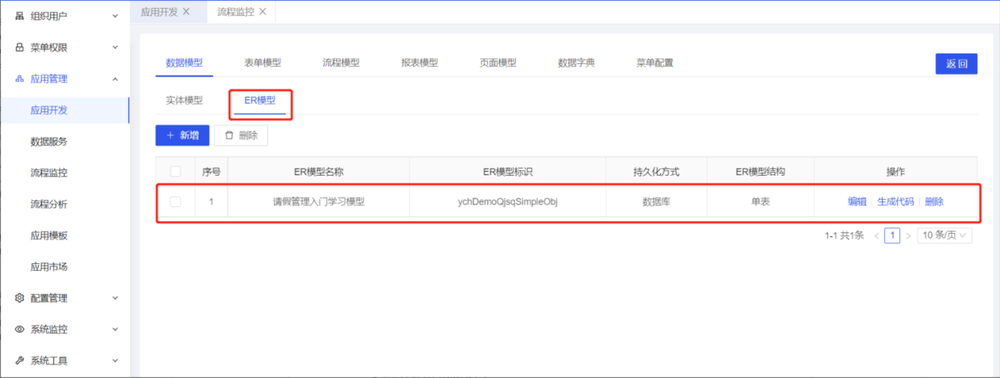 组织用户
菜单权限
应用管理
应用开发
数据服务
流程监控
流程分析
应用模板
应用市场
配置管理
系统监控
系统工具
应用开发 流程监控
数据模型 表单模型 流程模型 报表模型 页面模型 数据字典 菜单配置 返回
实体模型 ER模型
新增 删除
序号 ER模型名称 ER模型标识 持久化方式 ER模型结构 操作
1 请假管理入门学习模型 ychDemoQjsqSimpleObj 数据库 单表 编辑 生成代码 删除
1-1 共1条 < 1 > 10 条/页